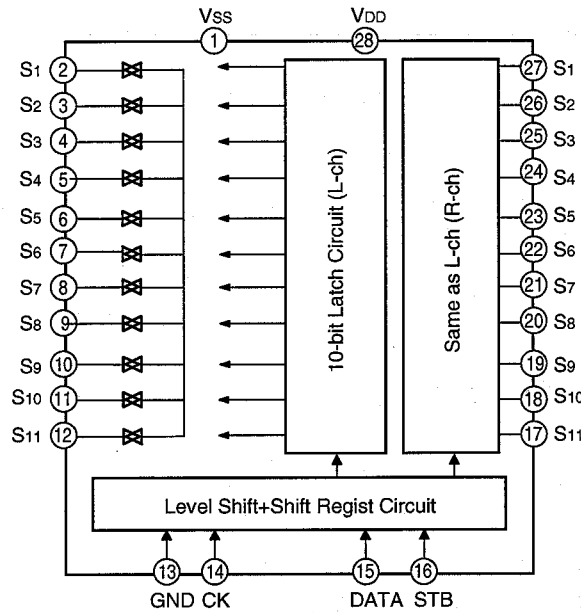 VSS VDD
1 28
S1 2 27 S1
S2 3 26 S2
S3 4 25 S3
S4 5 24 S4
S5 6 23 S5
S6 7 22 S6
S7 8 21 S7
S8 9 20 S8
S9 10 19 S9
S10 11 18 S10
S11 12 17 S11
10-bit Latch Circuit (L-ch)
Same as L-ch (R-ch)
Level Shift+Shift Regist Circuit
13 14 15 16
GND CK DATA STB